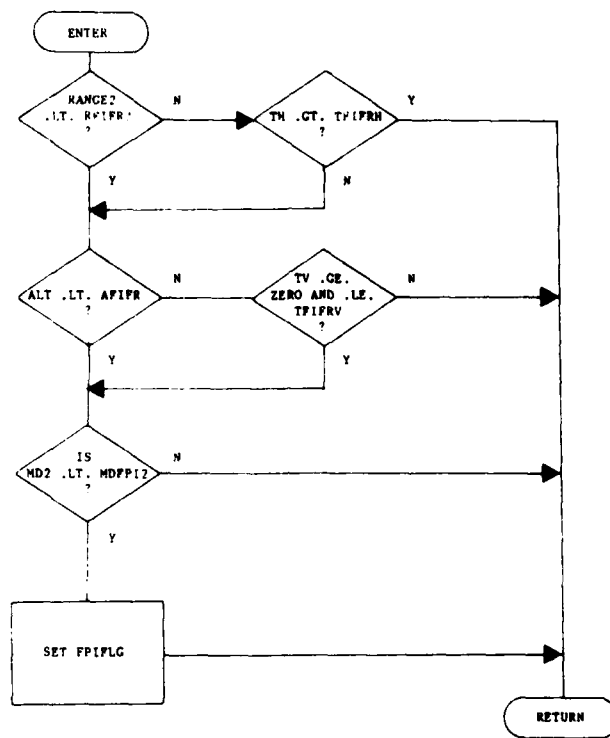 ENTER
RANGE2
.LT.
?
N
TH .GT. TFIFRH
?
Y
Y
N
ALT .LT. AFIFR
?
N
TV .GE.
ZERO AND .LE.
TFIFRV
?
N
Y
Y
IS
MD2 .LT. MDFPI2
?
N
Y
SET FPIFLG
RETURN